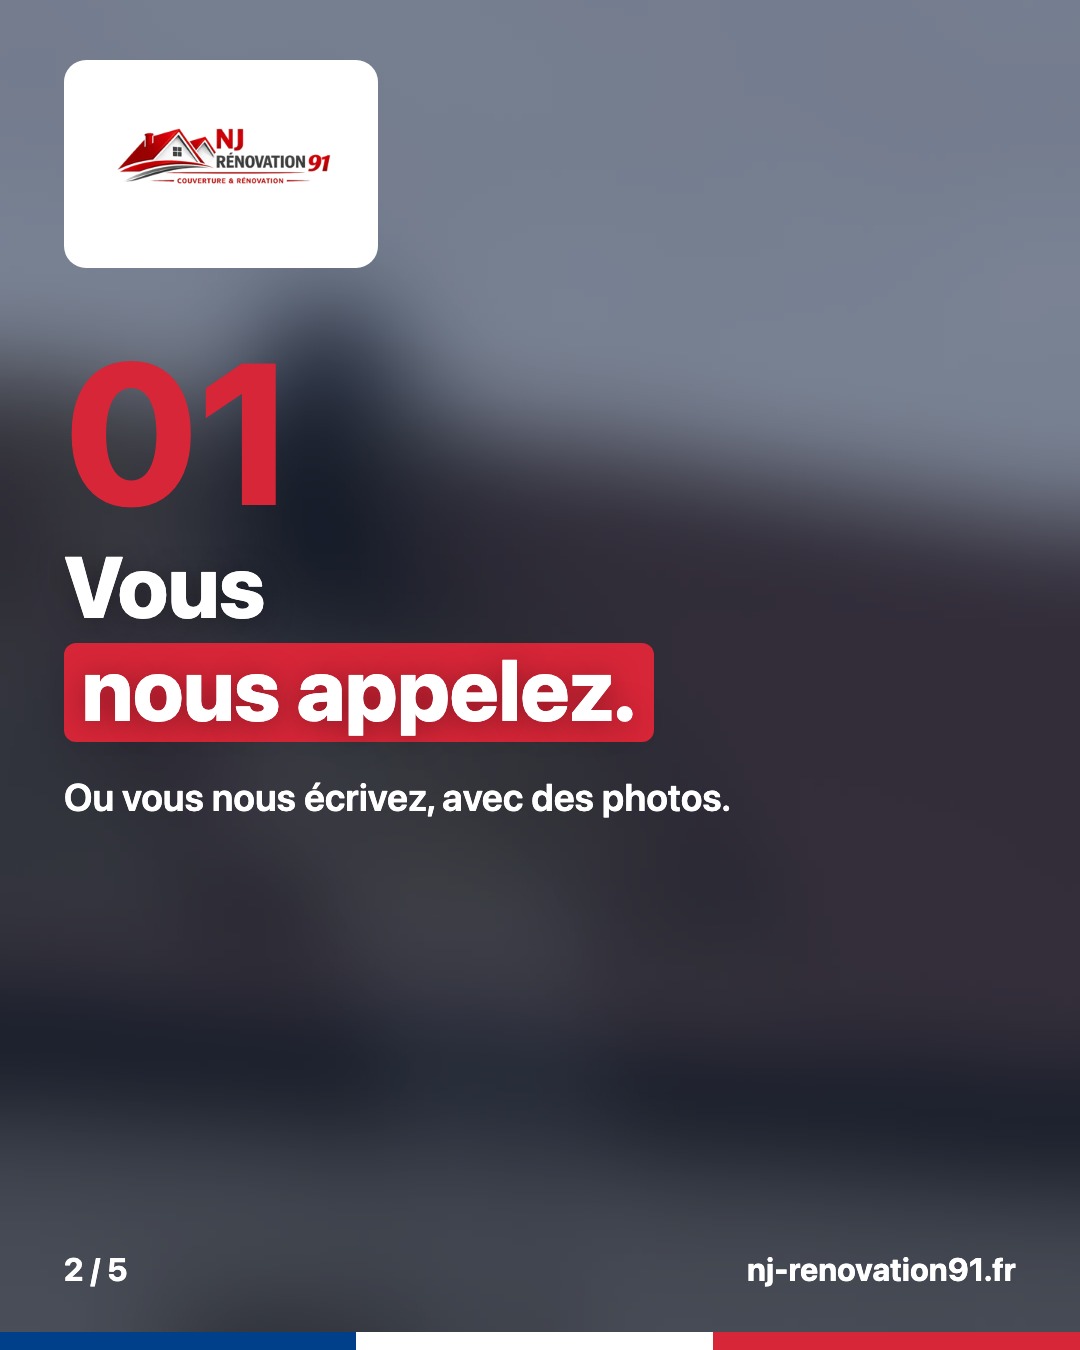 NJ
RÉNOVATION 91
COUVERTURE & RÉNOVATION
01
Vous
nous appelez.
Ou vous nous écrivez, avec des photos.
2 / 5
nj-renovation91.fr